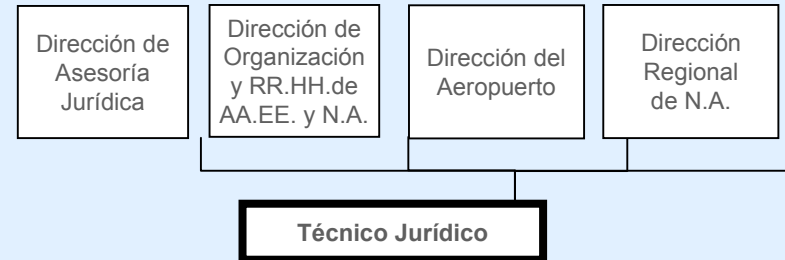 Dirección de
Asesoría
Jurídica
Dirección de
Organización
y RR.HH.de
AA.EE. y N.A.
Dirección del
Aeropuerto
Dirección
Regional
de N.A.
Técnico Jurídico